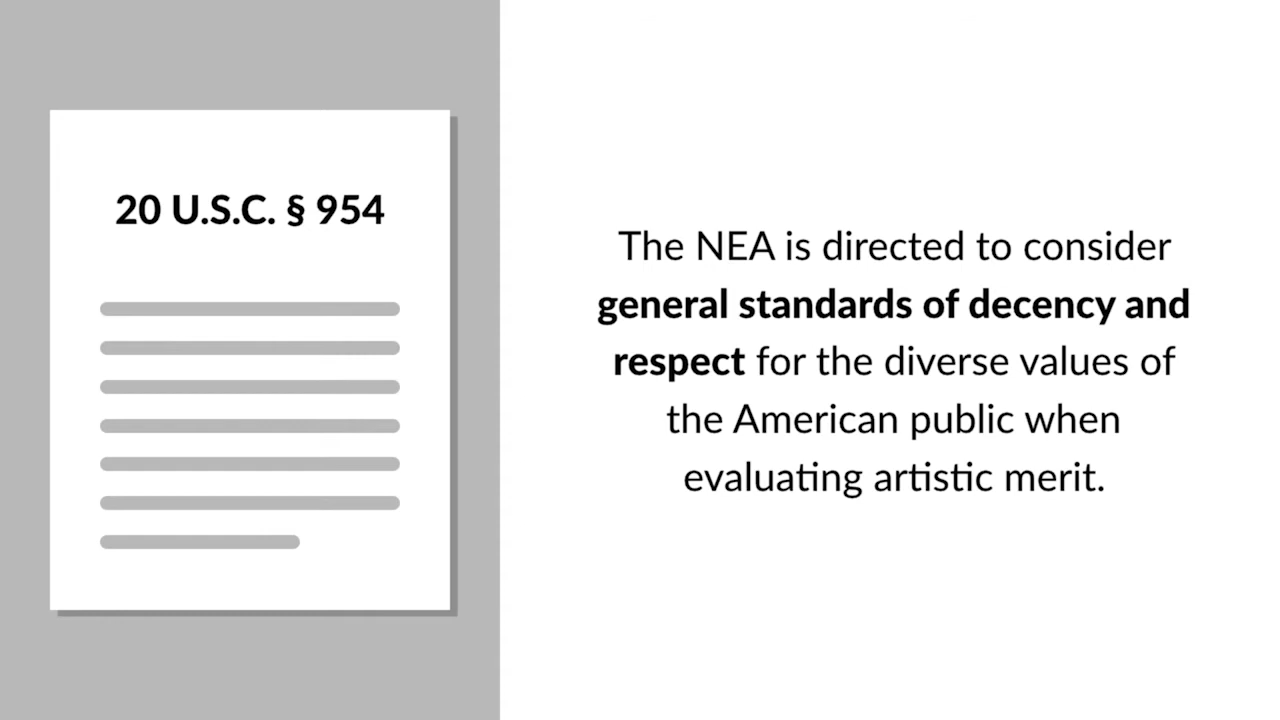 20 U.S.C. § 954
The NEA is directed to consider
general standards of decency and
respect for the diverse values of
the American public when
evaluating artistic merit.